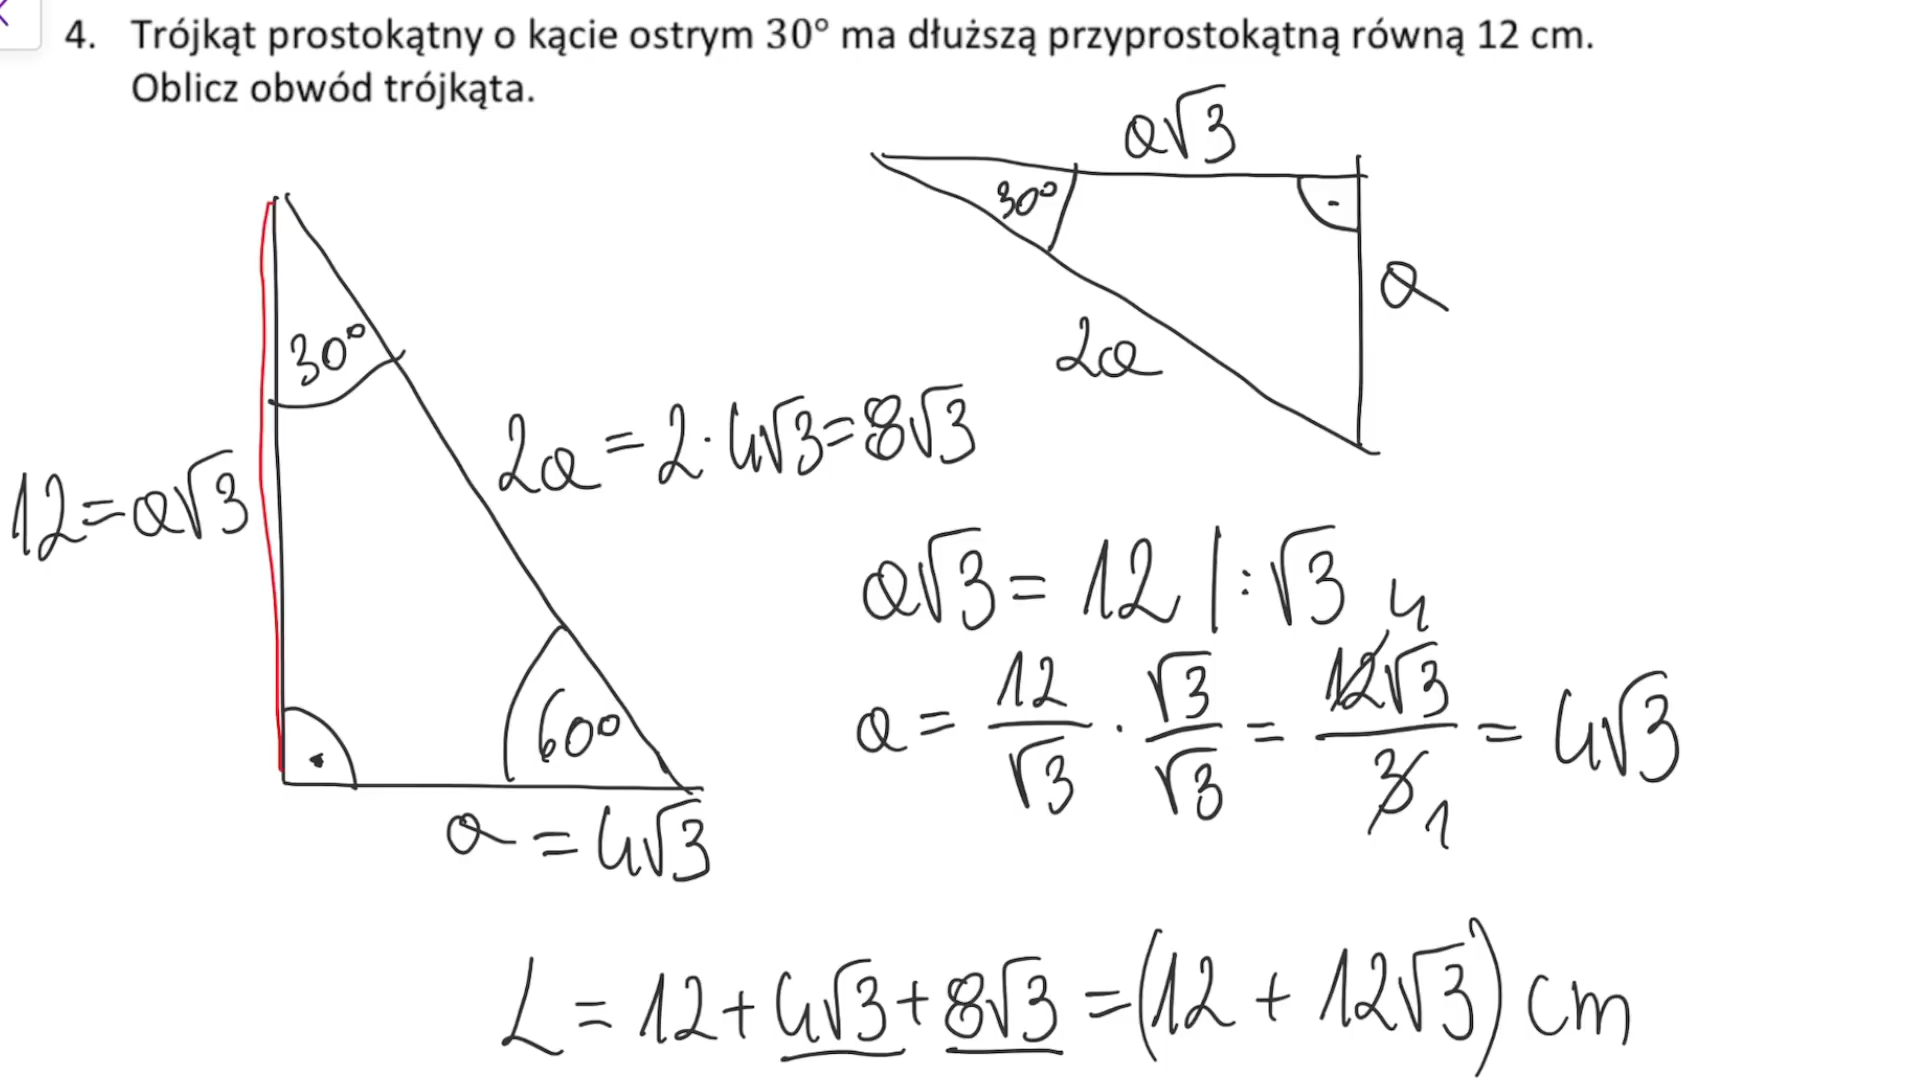 4. Trójkąt prostokątny o kącie ostrym 30° ma dłuższą przyprostokątną równą 12 cm.
Oblicz obwód trójkąta.
a√3
30°
a
2a
30°
2a = 2·4√3=8√3
12=a√3
a√3 = 12 |:√3
a = 12/√3 · √3/√3 = 12√3/3 = 4√3
4
1
60°
a = 4√3
L = 12+4√3+8√3 =(12 + 12√3) cm